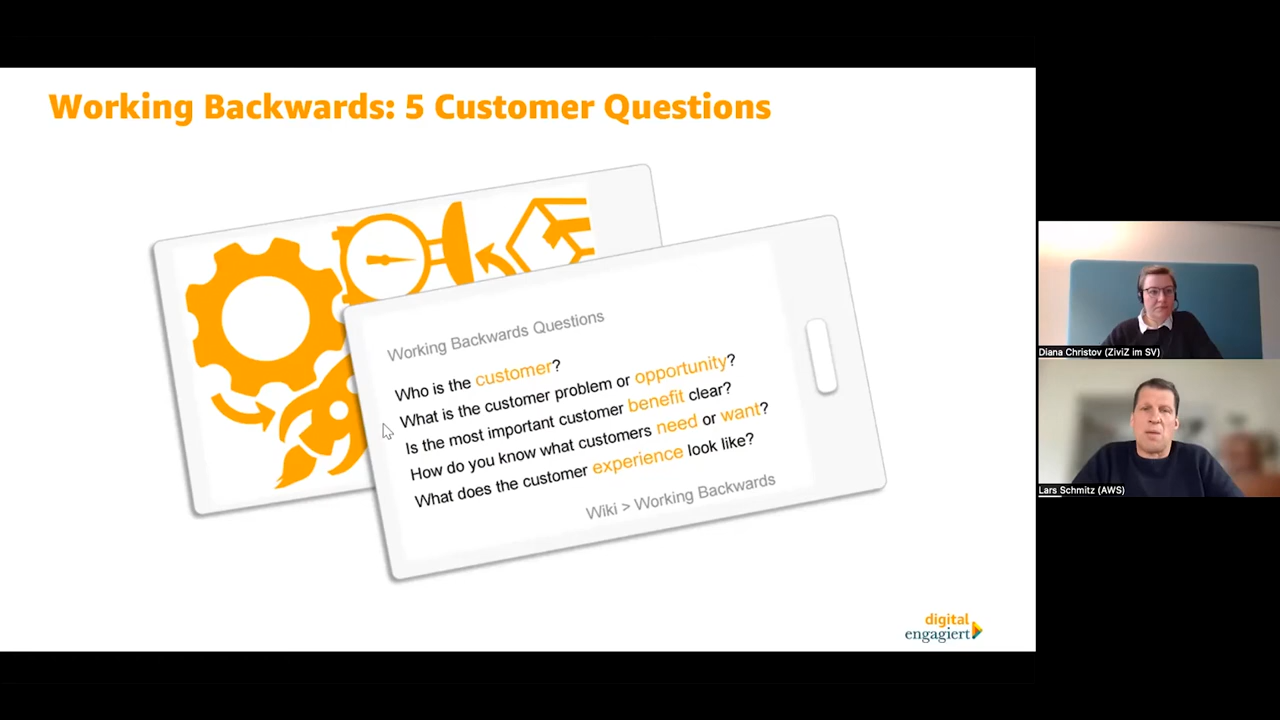 Working Backwards: 5 Customer Questions
Working Backwards Questions
Who is the customer?
What is the customer problem or opportunity?
Is the most important customer benefit clear?
How do you know what customers need or want?
What does the customer experience look like?
Wiki > Working Backwards
digital
engagiert
Diana Christov (ZiviZ im SV)
Lars Schmitz (AWS)